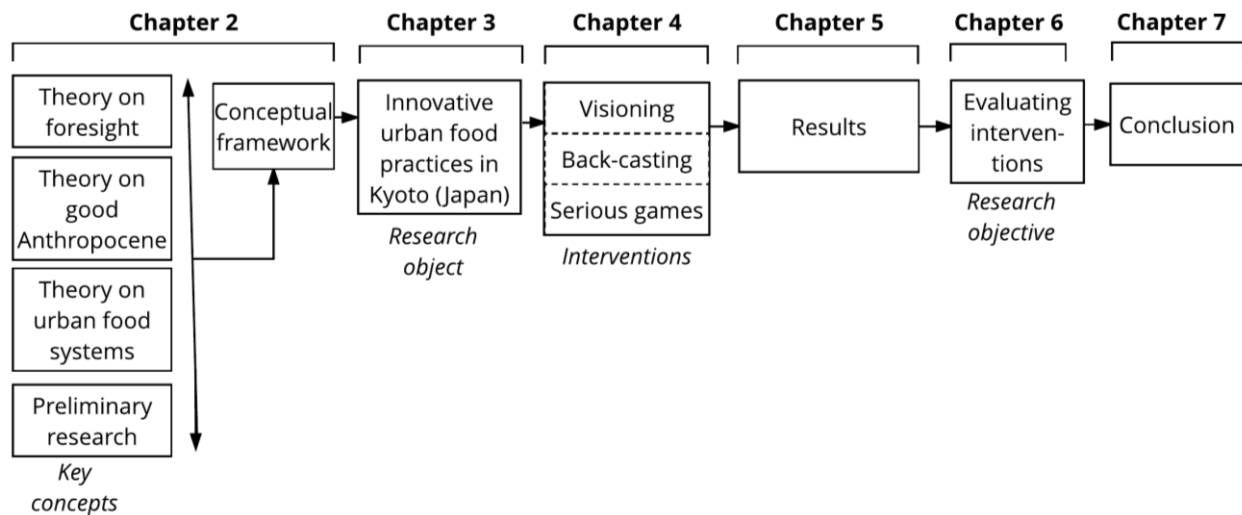 Chapter 2
Chapter 3
Chapter 4
Chapter 5
Chapter 6
Chapter 7
Theory on
foresight
Theory on
good
Anthropocene
Theory on
urban food
systems
Preliminary
research
Key
concepts
Conceptual
framework
Innovative
urban food
practices in
Kyoto (Japan)
Research
object
Visioning
Back-casting
Serious games
Interventions
Results
Evaluating
interven-
tions
Research
objective
Conclusion